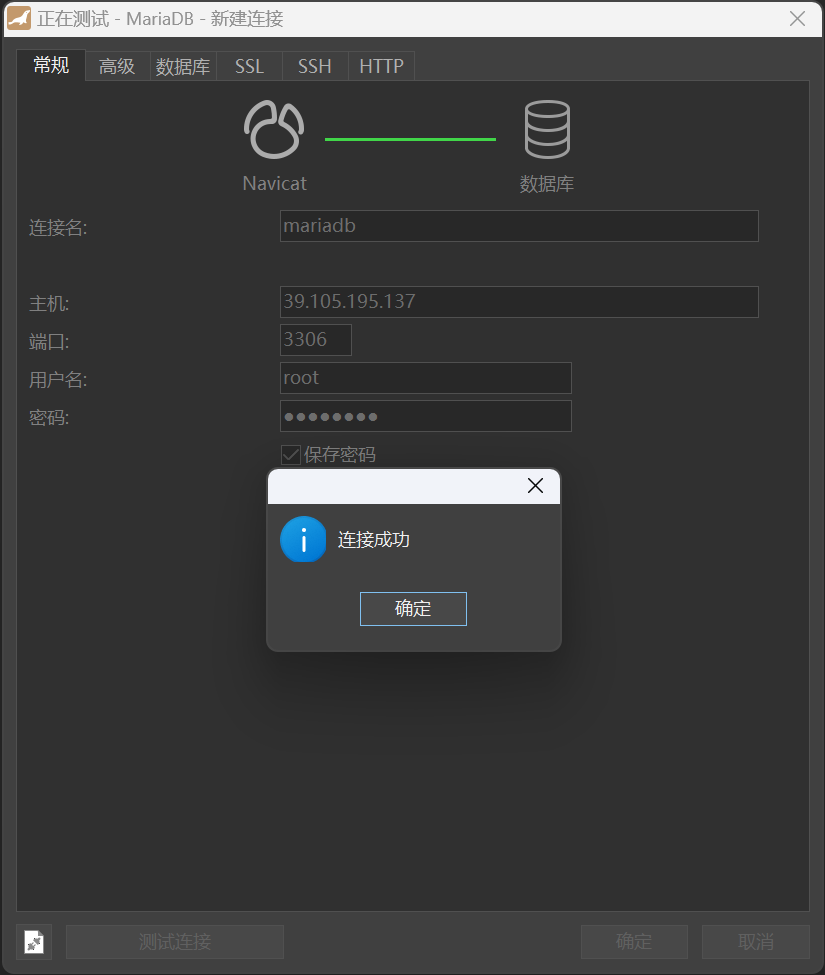 正在测试 - MariaDB - 新建连接
常规 高级 数据库 SSL SSH HTTP
Navicat 数据库
连接名: mariadb
主机: 39.105.195.137
端口: 3306
用户名: root
密码: ●●●●●●●●
保存密码
连接成功
确定
测试连接 确定 取消